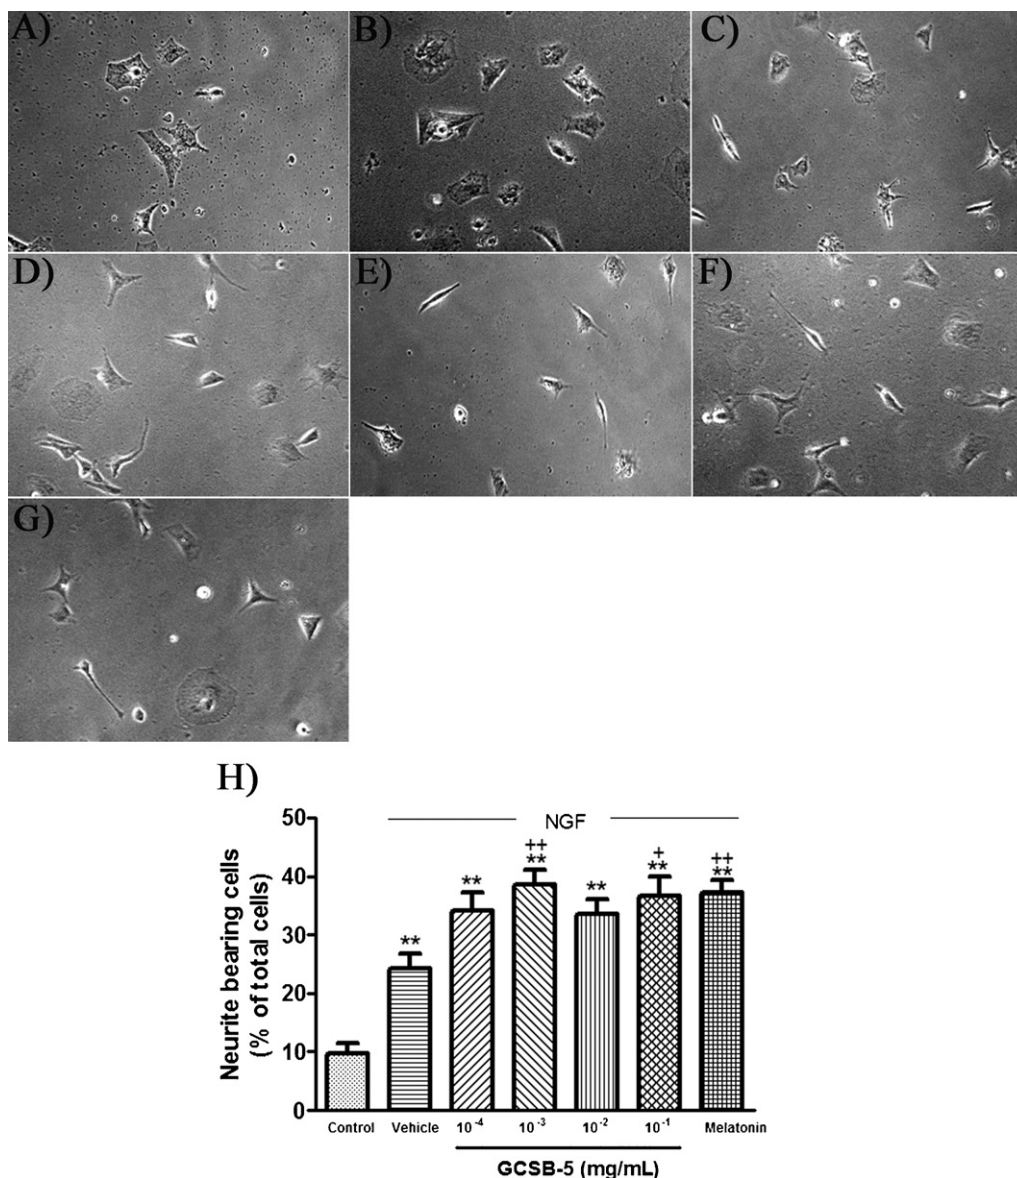 A)
B)
C)
D)
E)
F)
G)
H)
Neurite bearing cells
(% of total cells)
50
40
30
20
10
0
NGF
**
**
++
**
**
+
**
++
**
Control Vehicle 10⁻⁴ 10⁻³ 10⁻² 10⁻¹ Melatonin
GCSB-5 (mg/mL)